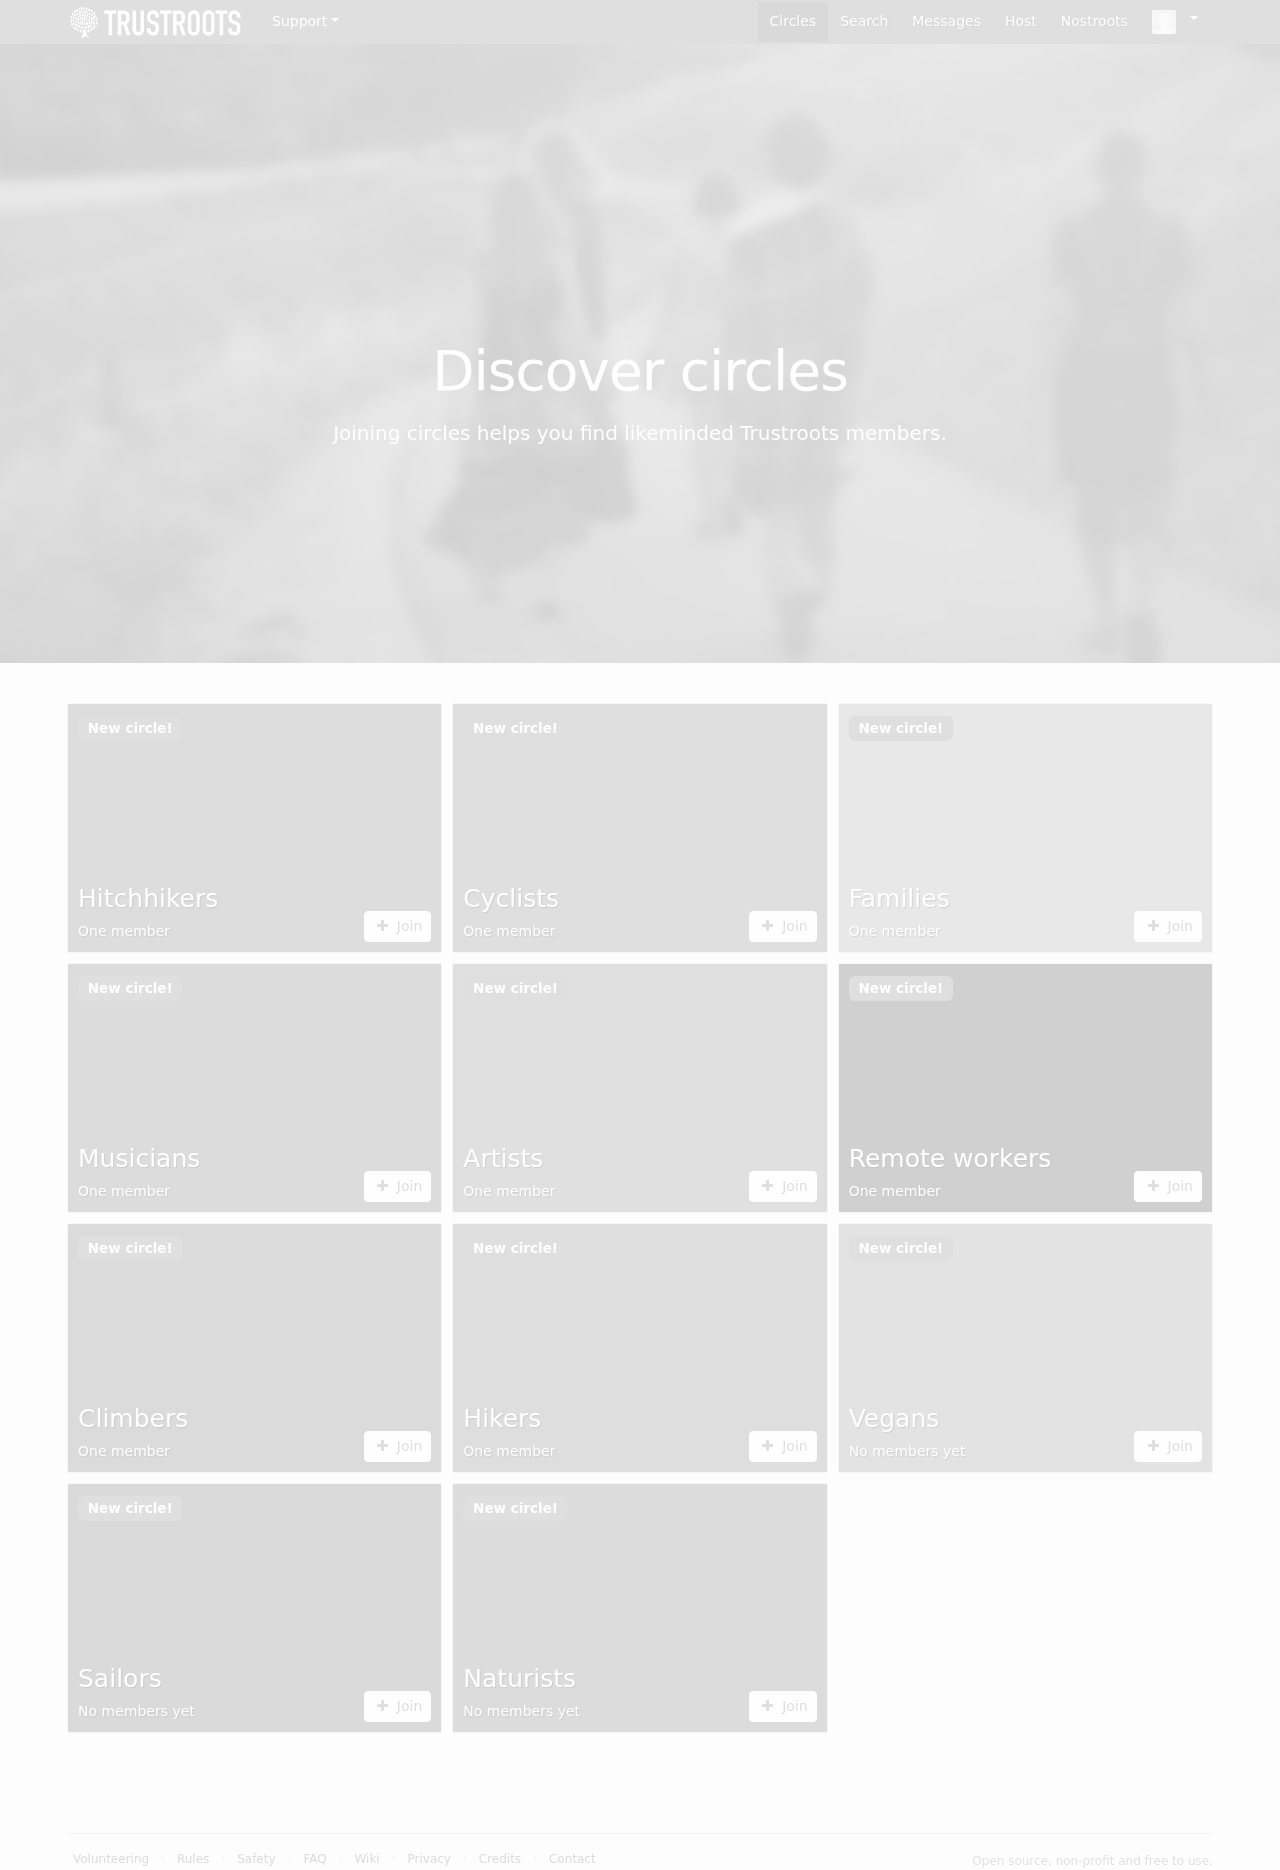 TRUSTROOTS Support Circles Search Messages Host Nostroots
Discover circles
Joining circles helps you find likeminded Trustroots members.
New circle!
Hitchhikers
One member
Join
New circle!
Cyclists
One member
Join
New circle!
Families
One member
Join
New circle!
Musicians
One member
Join
New circle!
Artists
One member
Join
New circle!
Remote workers
One member
Join
New circle!
Climbers
One member
Join
New circle!
Hikers
One member
Join
New circle!
Vegans
No members yet
Join
New circle!
Sailors
No members yet
Join
New circle!
Naturists
No members yet
Join
Volunteering · Rules · Safety · FAQ · Wiki · Privacy · Credits · Contact
Open source, non-profit and free to use.